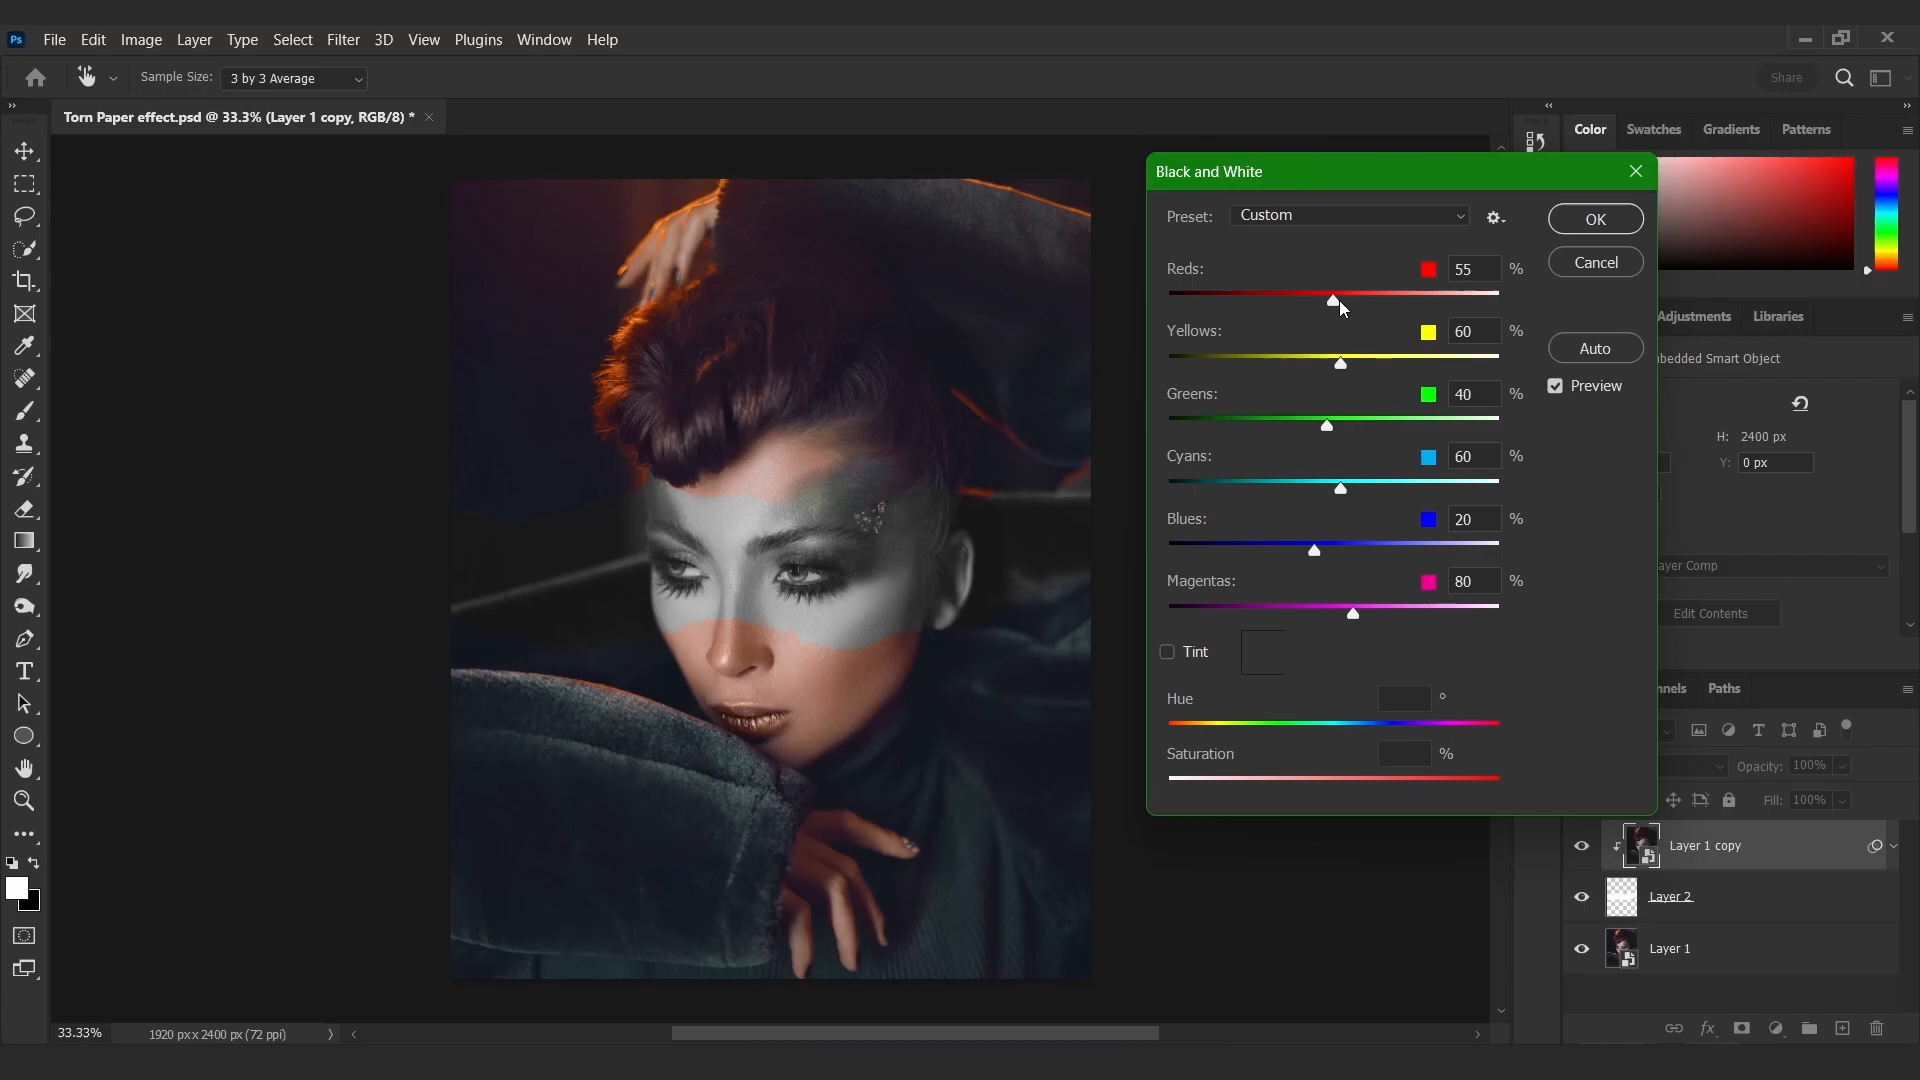 Ps File Edit Image Layer Type Select Filter 3D View Plugins Window Help
Sample Size: 3 by 3 Average Share
Torn Paper effect.psd @ 33.3% (Layer 1 copy, RGB/8) *
Color Swatches Gradients Patterns
Black and White
Preset: Custom
OK
Reds: 55 %
Cancel
Adjustments Libraries
Yellows: 60 %
Auto
bedded Smart Object
Preview
Greens: 40 %
H: 2400 px
Cyans: 60 %
Y: 0 px
Blues: 20 %
ayer Comp
Magentas: 80 %
Edit Contents
Tint
nnels Paths
Hue °
Saturation %
Opacity: 100%
Fill: 100%
Layer 1 copy
Layer 2
Layer 1
33.33% 1920 px x 2400 px (72 ppi)